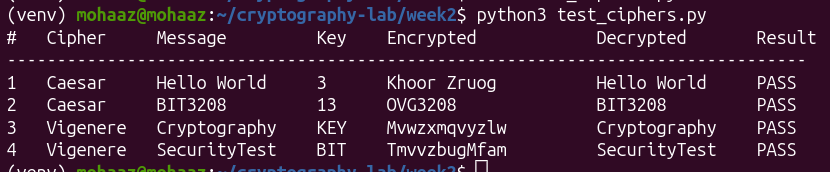 (venv) mohaaz@mohaaz:~/cryptography-lab/week2$ python3 test_ciphers.py
# Cipher Message Key Encrypted Decrypted Result
--------------------------------------------------------------------------------
1 Caesar Hello World 3 Khoor Zruog Hello World PASS
2 Caesar BIT3208 13 OVG3208 BIT3208 PASS
3 Vigenere Cryptography KEY Mvwzxmqvyzlw Cryptography PASS
4 Vigenere SecurityTest BIT TmvvzbugMfam SecurityTest PASS
(venv) mohaaz@mohaaz:~/cryptography-lab/week2$